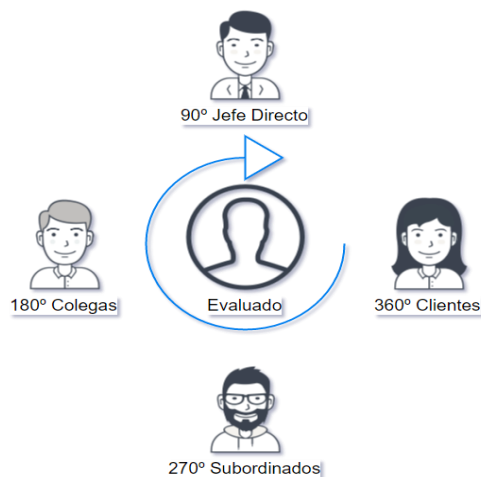 90º Jefe Directo
180º Colegas
Evaluado
360º Clientes
270º Subordinados